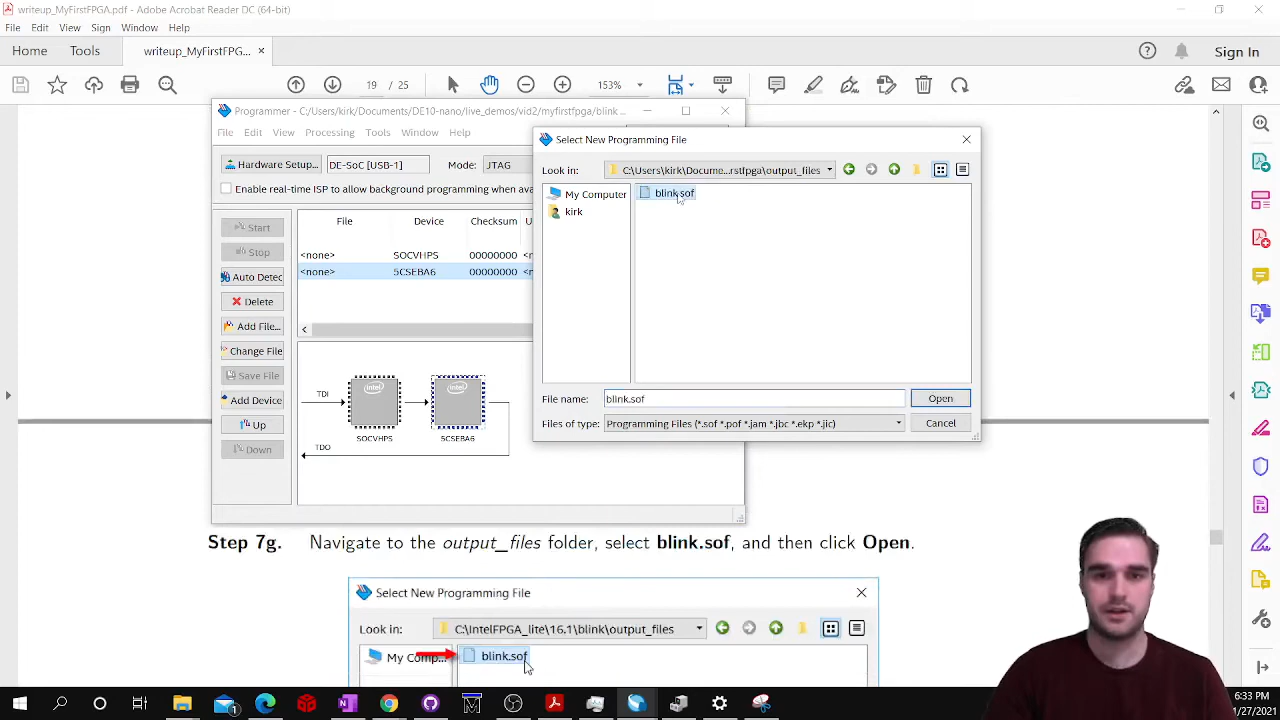 writeup_MyFirstFPGA.pdf - Adobe Acrobat Reader DC (64-bit)
File Edit View Sign Window Help
Home Tools writeup_MyFirstFPG... × Sign In
19 / 25 153%
Programmer - C:/Users/kirk/Documents/DE10-nano/live_demos/vid2/myfirstfpga/blink ...
File Edit View Processing Tools Window Help
Hardware Setup... DE-SoC [USB-1] Mode: JTAG
Enable real-time ISP to allow background programming when ava
Start
Stop
Auto Detec
Delete
Add File...
Change File
Save File
Add Device
Up
Down
File Device Checksum U
<none> SOCVHPS 00000000 <n
<none> 5CSEBA6 00000000 <n
TDI
intel intel
SOCVHPS 5CSEBA6
TDO
Select New Programming File
Look in: C:\Users\kirk\Docume...rstfpga\output_files
My Computer
kirk
blink.sof
File name: blink.sof Open
Files of type: Programming Files (*.sof *.pof *.jam *.jbc *.ekp *.jic) Cancel
Step 7g. Navigate to the output_files folder, select blink.sof, and then click Open.
Select New Programming File
Look in: C:\IntelFPGA_lite\16.1\blink\output_files
My Comp... blink.sof
6:33 PM
1/27/2021